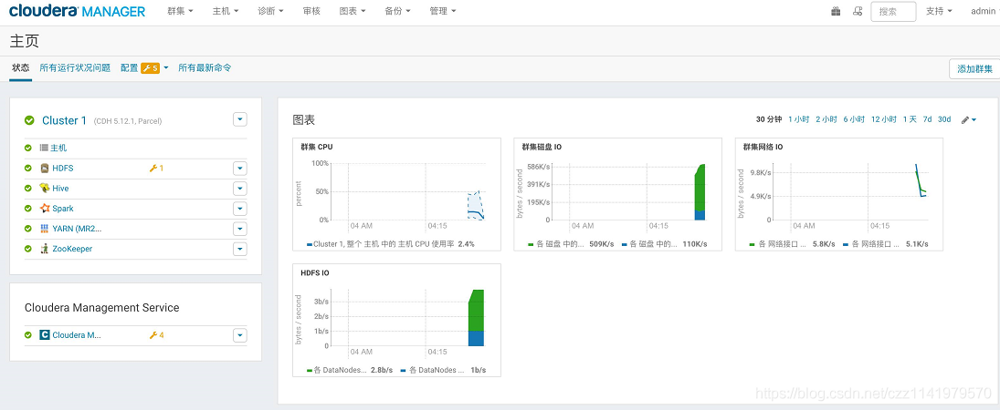 cloudera MANAGER 群集 主机 诊断 审核 图表 备份 管理 搜索 支持 admin
主页
状态 所有运行状况问题 配置 5 所有最新命令 添加群集
Cluster 1 (CDH 5.12.1, Parcel)
主机
HDFS 1
Hive
Spark
YARN (MR2...
ZooKeeper
Cloudera Management Service
Cloudera M... 4
图表 30 分钟 1 小时 2 小时 6 小时 12 小时 1 天 7d 30d
群集 CPU
percent
100%
50%
0%
04 AM 04:15
Cluster 1, 整个 主机 中的 主机 CPU 使用率 2.4%
群集磁盘 IO
bytes / second
586K/s
391K/s
195K/s
0
04 AM 04:15
各 磁盘 中的... 509K/s 各 磁盘 中的... 110K/s
群集网络 IO
bytes / second
9.8K/s
4.9K/s
0
04 AM 04:15
各 网络接口 ... 5.8K/s 各 网络接口 ... 5.1K/s
HDFS IO
bytes / second
3b/s
2b/s
1b/s
0
04 AM 04:15
各 DataNodes... 2.8b/s 各 DataNodes ... 1b/s
https://blog.csdn.net/czz1141979570